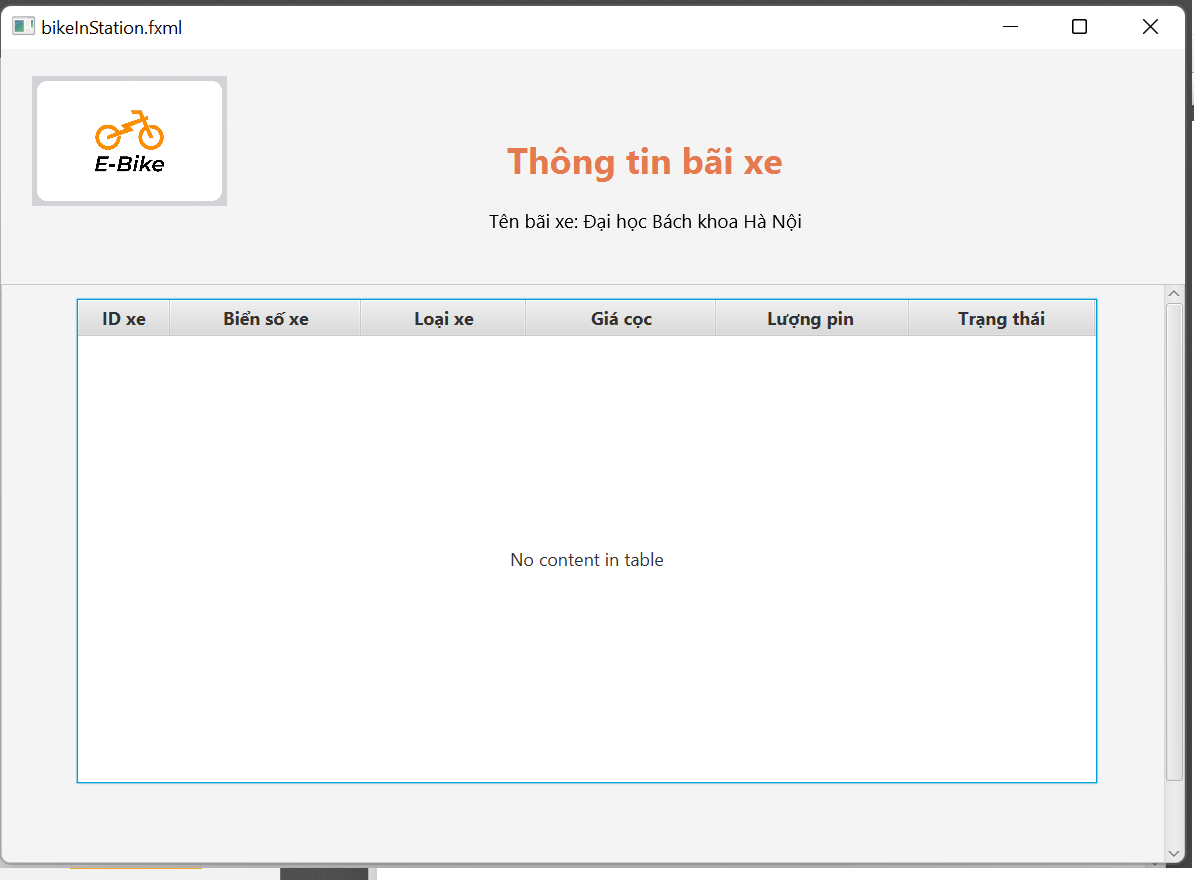 bikeInStation.fxml
E-Bike
Thông tin bãi xe
Tên bãi xe: Đại học Bách khoa Hà Nội
ID xe Biển số xe Loại xe Giá cọc Lượng pin Trạng thái
No content in table